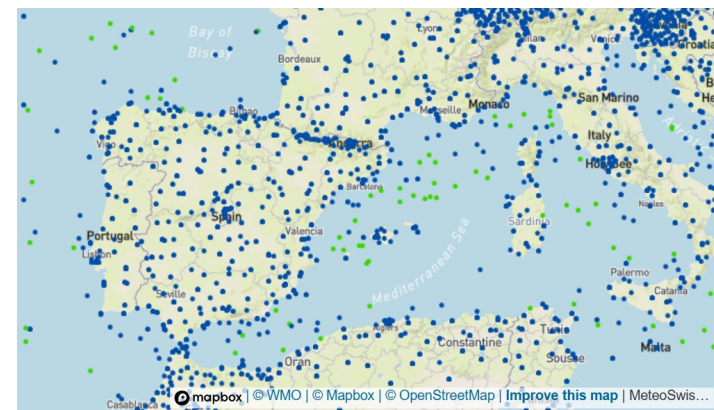 Bay of
Biscay
Lyon
Milan
Venice
Croatia
Bordeaux
Marseille
Monaco
San Marino
Italy
Bilbao
Vigo
Andorra
Holy See
Barcelona
Naples
Spain
Sardinia
Portugal
Lisbon
Valencia
Mediterranean Sea
Palermo
Catania
Seville
Algiers
Tunis
Constantine
Malta
Sousse
Oran
Casablanca
mapbox | © WMO | © Mapbox | © OpenStreetMap | Improve this map | MeteoSwis…